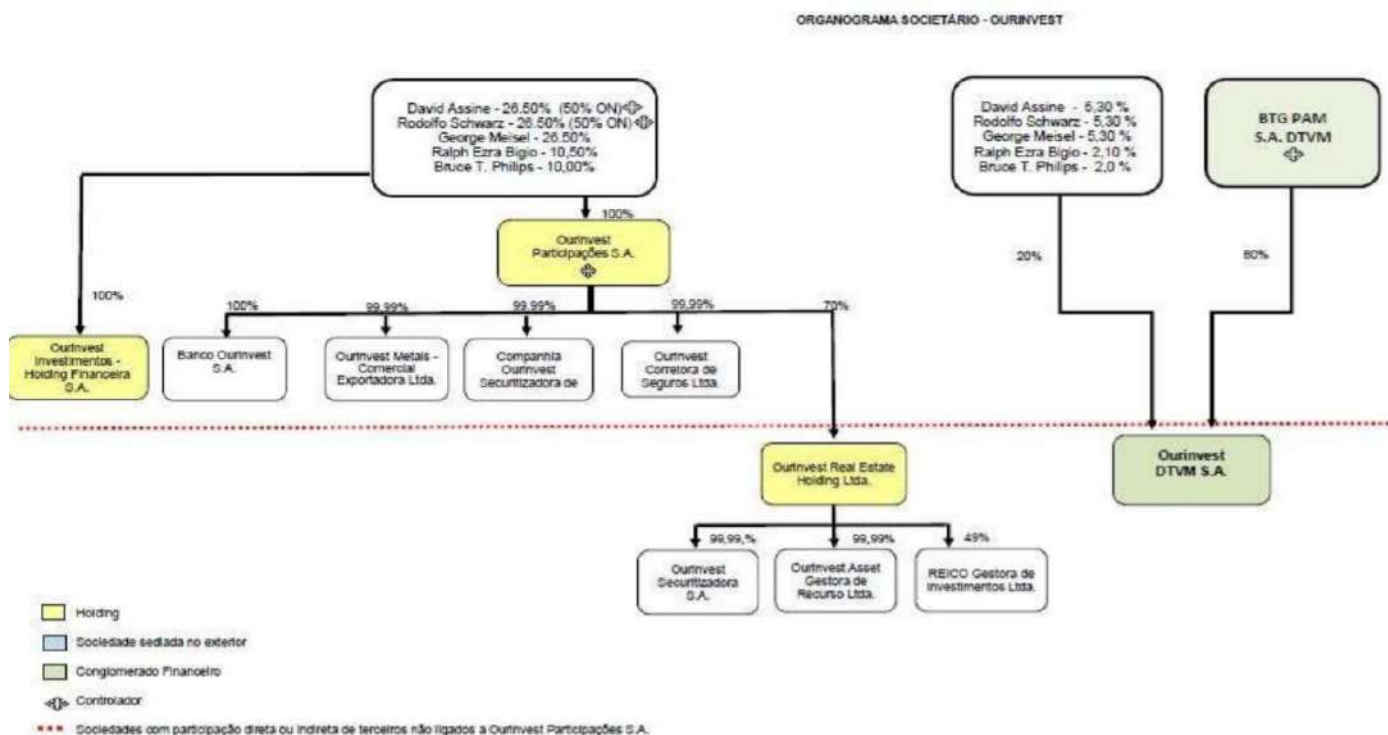 ORGANOGRAMA SOCIETÁRIO - OURINVEST
David Assine - 26.50% (50% ON)
Rodolfo Schwarz - 26.50% (50% ON)
George Meisel - 26.50%
Ralph Ezra Bigio - 10,50%
Bruce T. Philips - 10,00%
David Assine - 5,30 %
Rodolfo Schwarz - 5,30 %
George Meisel - 5,30 %
Ralph Ezra Bigio - 2,10 %
Bruce T. Philips - 2,0 %
BTG PAM
S.A. DTVM
100%
Ourinvest
Participações S.A.
20%
80%
100%
100%
99,99%
99,99%
99,99%
70%
Ourinvest
Investimentos -
Holding Financeira
S.A.
Banco Ourinvest
S.A.
Ourinvest Metais -
Comercial
Exportadora Ltda.
Companhia
Ourinvest
Securitizadora de
Ourinvest
Corretora de
Seguros Ltda.
Ourinvest Real Estate
Holding Ltda.
Ourinvest
DTVM S.A.
99,99,%
99,99%
49%
Ourinvest
Securitizadora
S.A.
Ourinvest Asset
Gestora de
Recurso Ltda.
REICO Gestora de
Investimentos Ltda.
Holding
Sociedade sediada no exterior
Conglomerado Financeiro
Controlador
Sociedades com participação direta ou indireta de terceiros não ligados a Ourinvest Participações S.A.